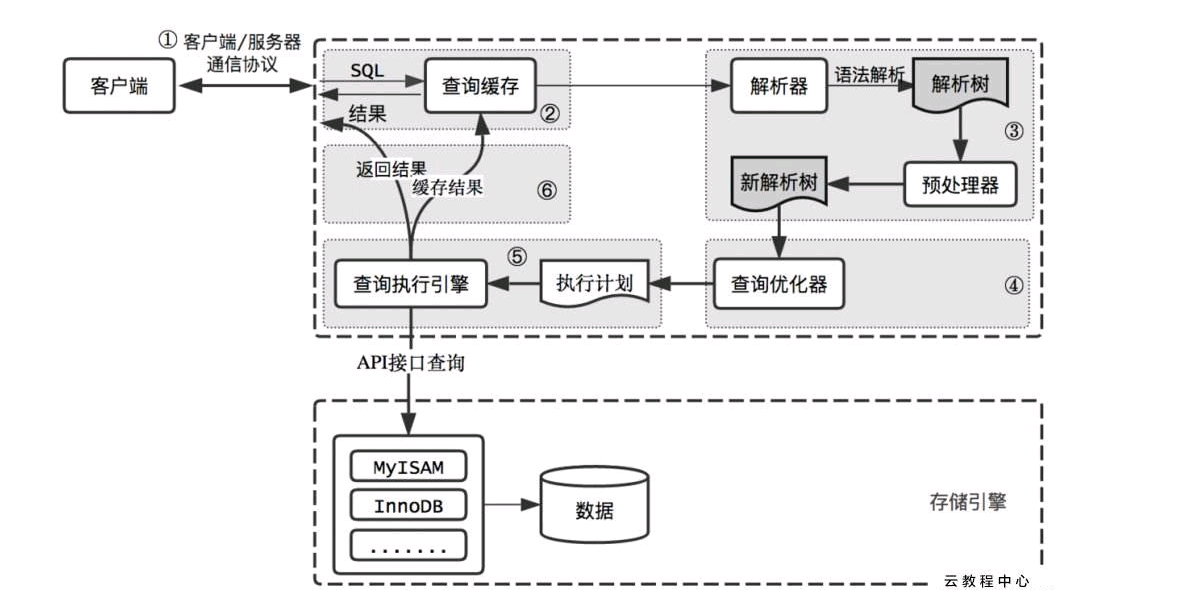 ① 客户端/服务器
通信协议
客户端
SQL
查询缓存
②
结果
解析器
语法解析
解析树
③
预处理器
新解析树
返回结果
缓存结果
⑥
查询优化器
④
执行计划
⑤
查询执行引擎
API接口查询
MyISAM
InnoDB
.......
数据
存储引擎
云教程中心